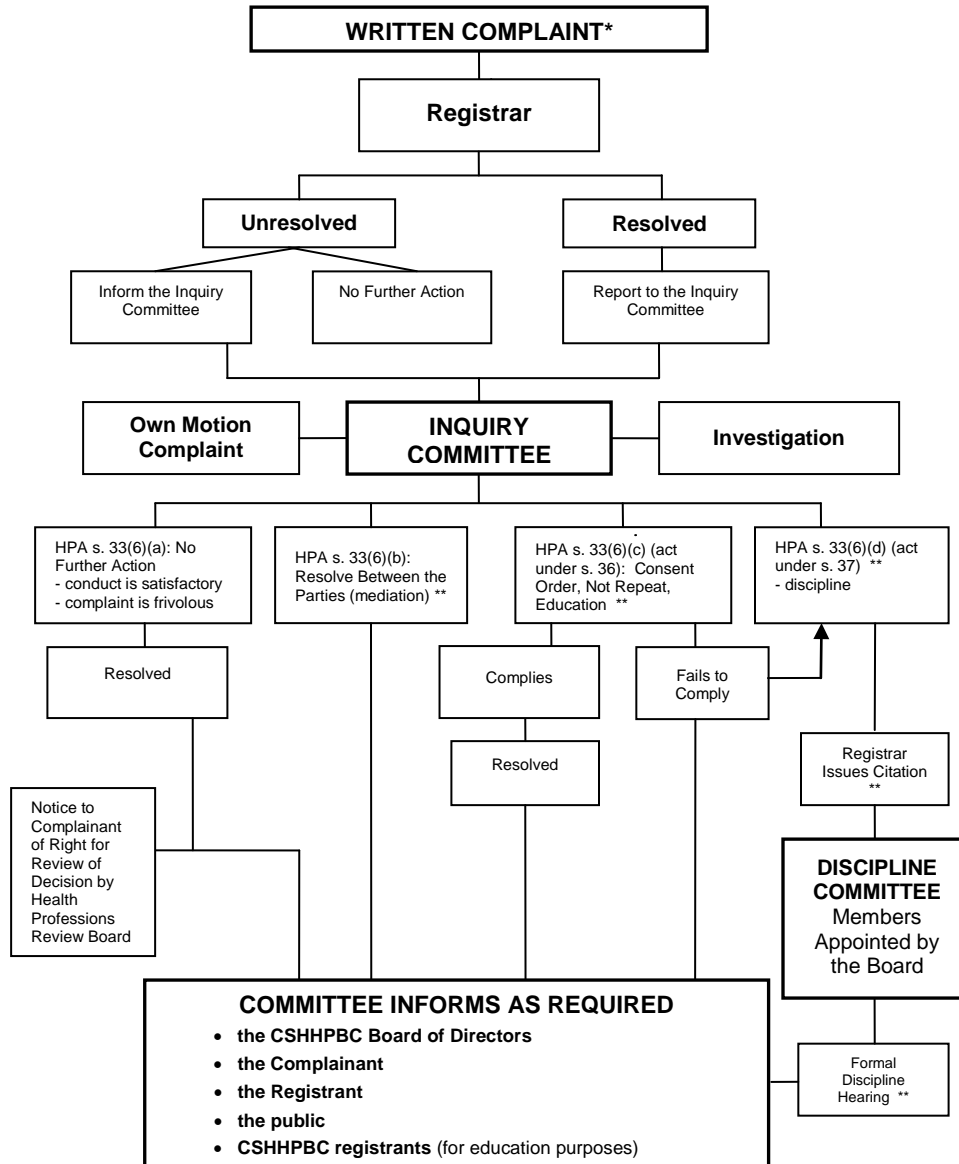 WRITTEN COMPLAINT*
Registrar
Unresolved
Resolved
Inform the Inquiry
Committee
No Further Action
Report to the Inquiry
Committee
Own Motion
Complaint
INQUIRY
COMMITTEE
Investigation
HPA s. 33(6)(a): No
Further Action
- conduct is satisfactory
- complaint is frivolous
HPA s. 33(6)(b):
Resolve Between the
Parties (mediation) **
HPA s. 33(6)(c) (act
under s. 36): Consent
Order, Not Repeat,
Education **
HPA s. 33(6)(d) (act
under s. 37) **
- discipline
Resolved
Complies
Fails to
Comply
Resolved
Registrar
Issues Citation
**
Notice to
Complainant
of Right for
Review of
Decision by
Health
Professions
Review Board
DISCIPLINE
COMMITTEE
Members
Appointed by
the Board
COMMITTEE INFORMS AS REQUIRED
• the CSHHPBC Board of Directors
• the Complainant
• the Registrant
• the public
• CSHHPBC registrants (for education purposes)
Formal
Discipline
Hearing **